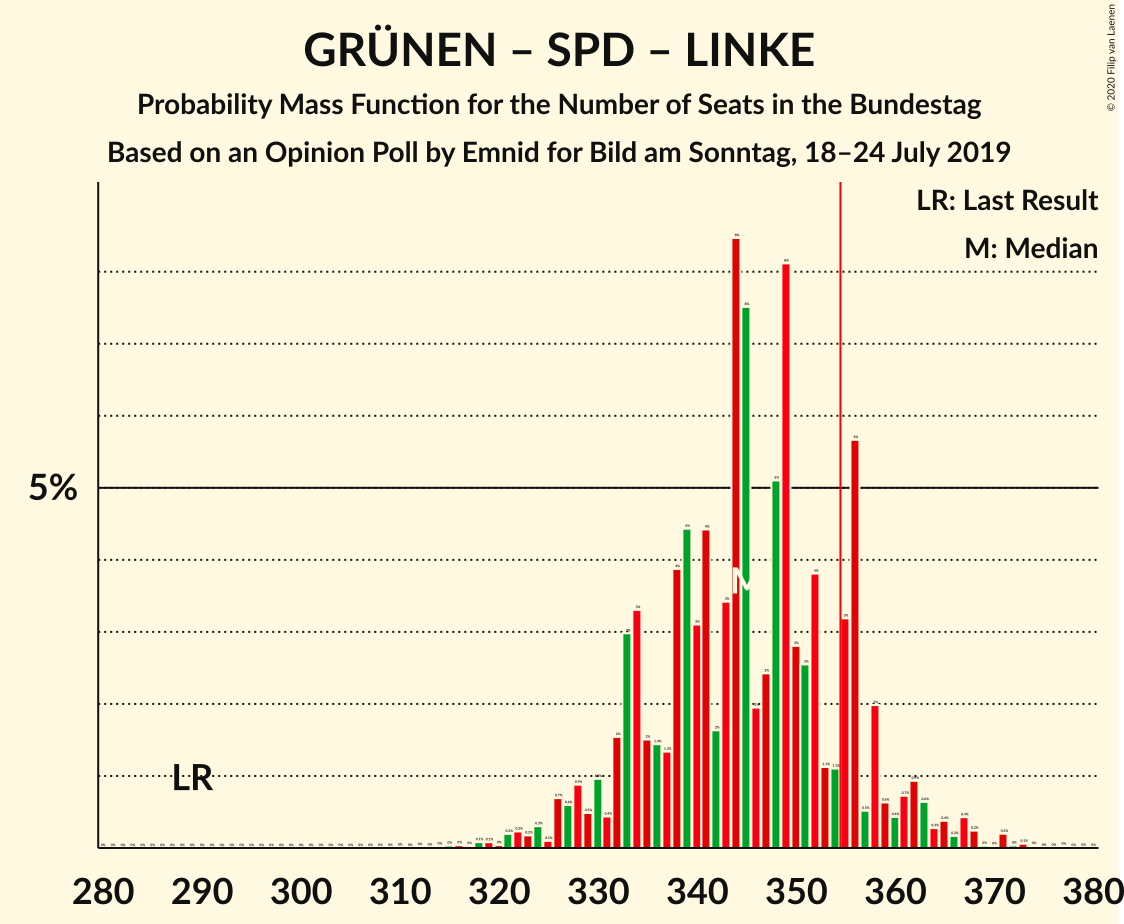 GRÜNEN – SPD – LINKE
Probability Mass Function for the Number of Seats in the Bundestag
Based on an Opinion Poll by Emnid for Bild am Sonntag, 18–24 July 2019
© 2020 Filip van Laenen
LR: Last Result
M: Median
5%
M
LR
280 290 300 310 320 330 340 350 360 370 380